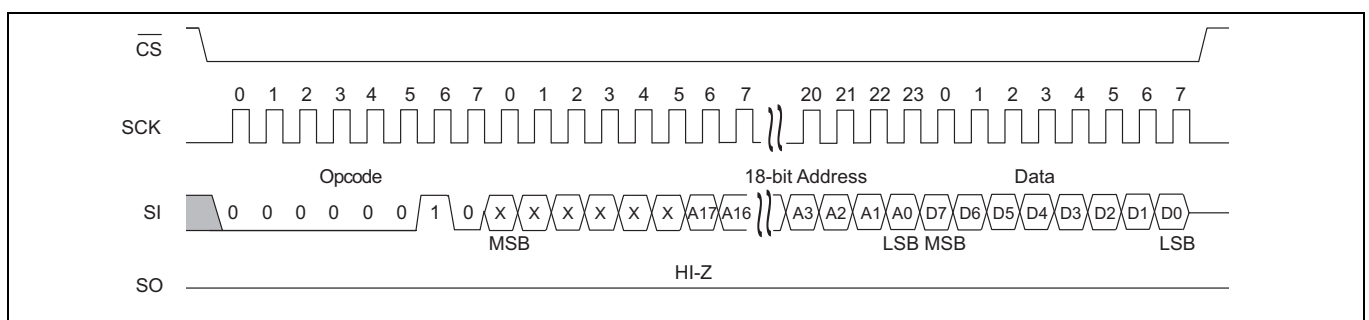 CS
0 1 2 3 4 5 6 7 0 1 2 3 4 5 6 7 20 21 22 23 0 1 2 3 4 5 6 7
SCK
Opcode 18-bit Address Data
SI 0 0 0 0 0 0 1 0 X X X X X X A17 A16 A3 A2 A1 A0 D7 D6 D5 D4 D3 D2 D1 D0
MSB LSB MSB LSB
HI-Z
SO